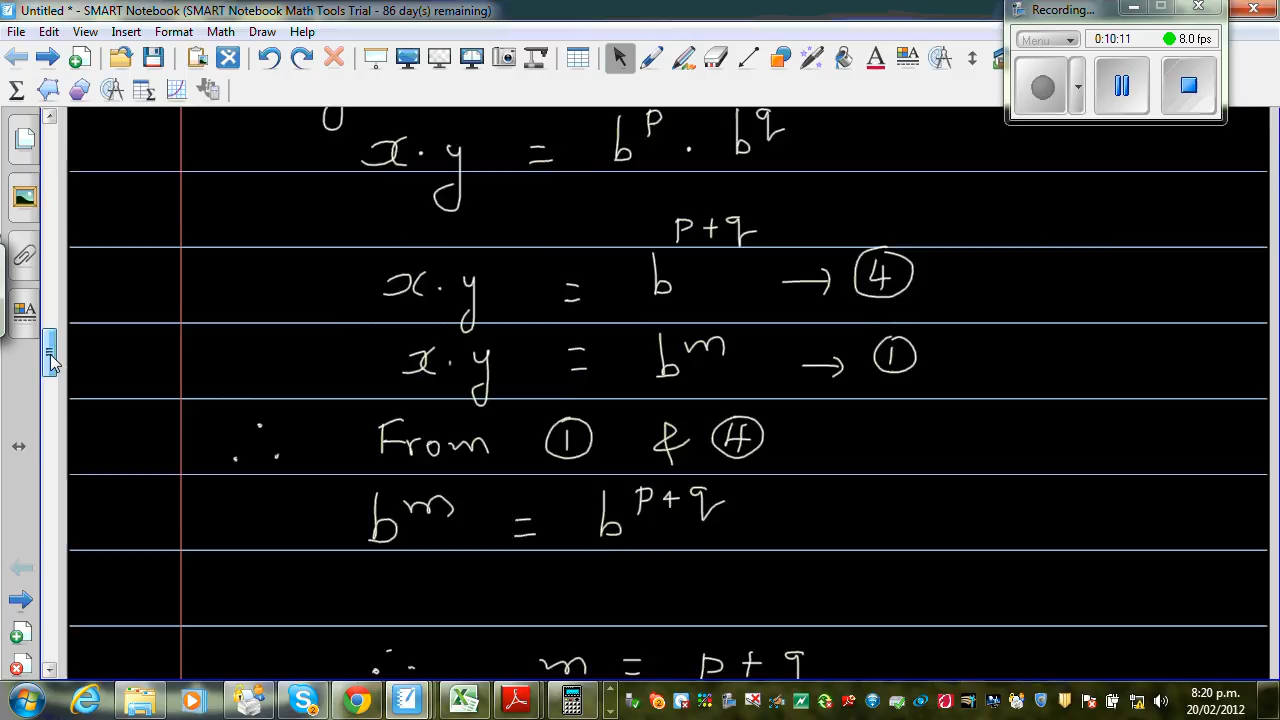 Untitled * - SMART Notebook (SMART Notebook Math Tools Trial - 86 day(s) remaining)
Recording...
File Edit View Insert Format Math Draw Help
Menu 0:10:11 8.0 fps
x · y = b^p · b^q
x · y = b^(p+q) → ④
x · y = b^m → ①
∴ From ① & ④
b^m = b^(p+q)
∴ m = p + q
8:20 p.m.
20/02/2012